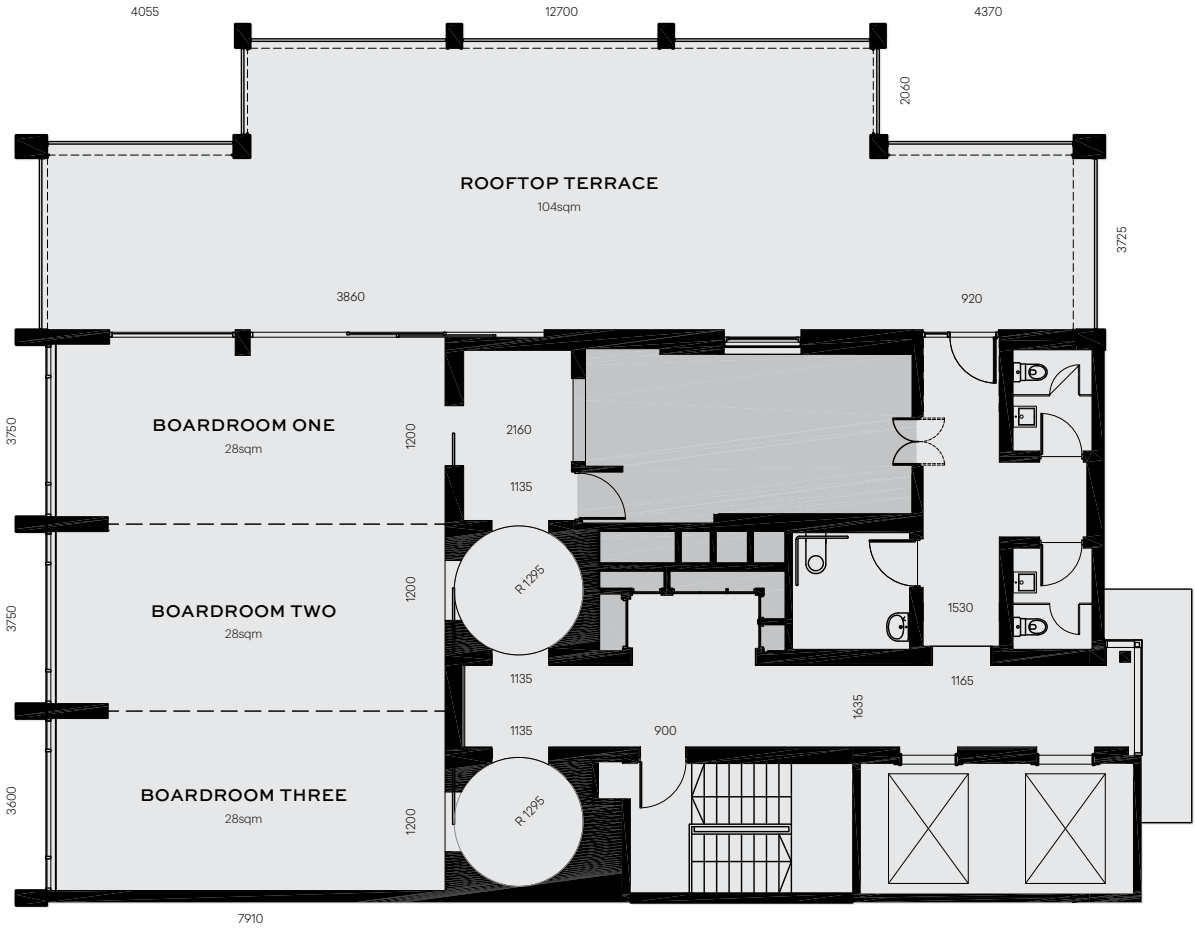 4055
12700
4370
2060
ROOFTOP TERRACE
104sqm
3725
3860
920
3750
BOARDROOM ONE
28sqm
1200
2160
1135
3750
BOARDROOM TWO
28sqm
1200
R 1295
1530
1135
1165
1635
1135
900
3600
BOARDROOM THREE
28sqm
1200
R 1295
7910